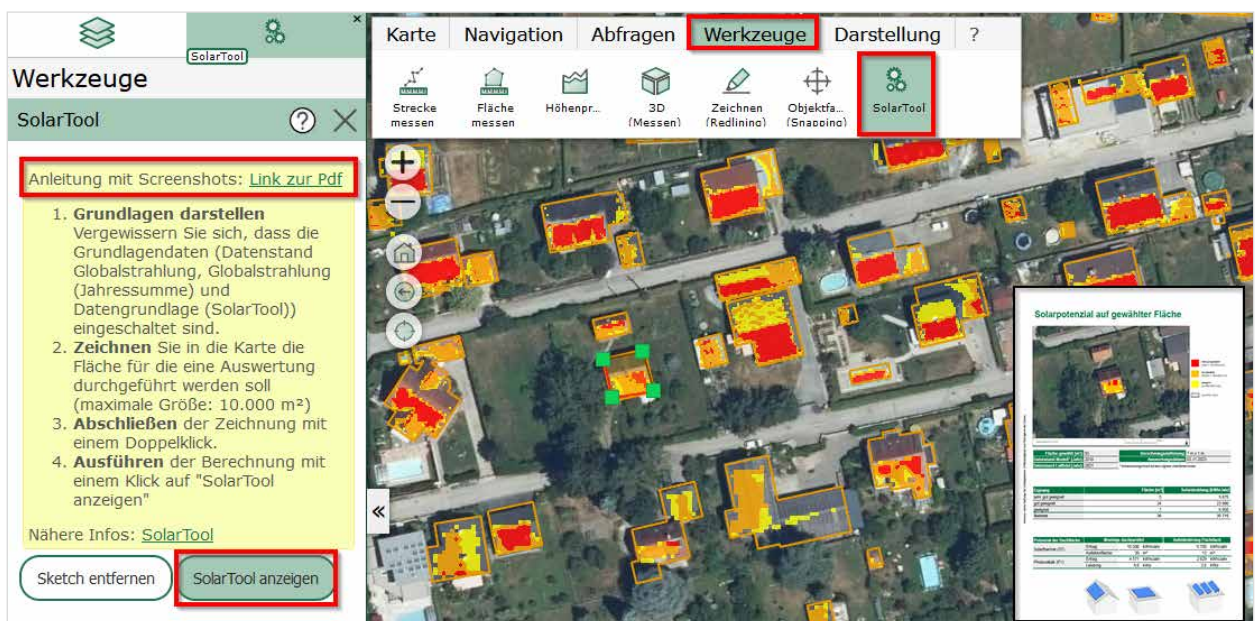 SolarTool
×
Werkzeuge
SolarTool
?
Anleitung mit Screenshots: Link zur Pdf
1. Grundlagen darstellen
Vergewissern Sie sich, dass die
Grundlagendaten (Datenstand
Globalstrahlung, Globalstrahlung
(Jahressumme) und
Datengrundlage (SolarTool))
eingeschaltet sind.
2. Zeichnen Sie in die Karte die
Fläche für die eine Auswertung
durchgeführt werden soll
(maximale Größe: 10.000 m²)
3. Abschließen der Zeichnung mit
einem Doppelklick.
4. Ausführen der Berechnung mit
einem Klick auf "SolarTool
anzeigen"
Nähere Infos: SolarTool
Sketch entfernen
SolarTool anzeigen
Karte Navigation Abfragen Werkzeuge Darstellung ?
Strecke
messen
Fläche
messen
Höhenpr...
3D
(Messen)
Zeichnen
(Redlining)
Objektfa...
(Snapping)
SolarTool
«
Solarpotenzial auf gewählter Fläche